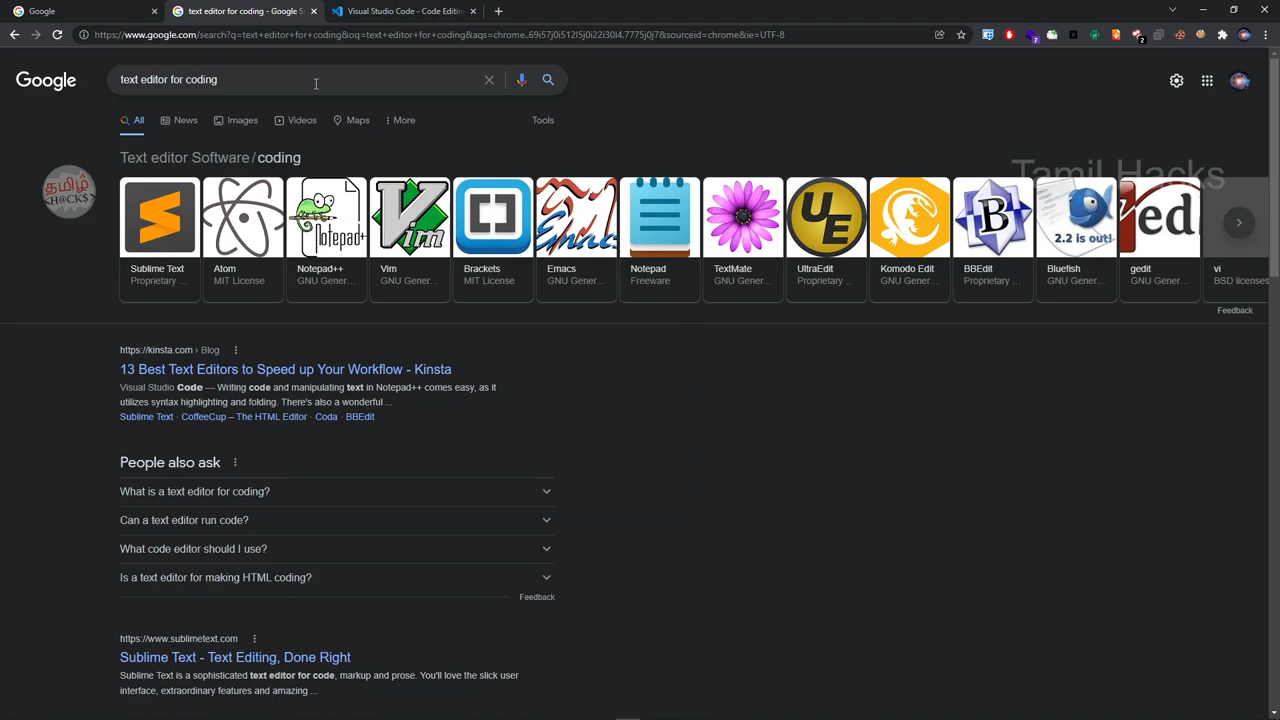 Google
text editor for coding - Google S
Visual Studio Code - Code Editin
https://www.google.com/search?q=text+editor+for+coding&oq=text+editor+for+coding&aqs=chrome..69i57j0i512l5j0i22i30l4.7775j0j7&sourceid=chrome&ie=UTF-8
Google
text editor for coding
All
News
Images
Videos
Maps
More
Tools
Text editor Software/coding
Tamil Hacks
தமிழ்
<H@CK$>
Notepad+
Vim
Emacs
UE
B
2.2 is out!
ed
Sublime Text
Proprietary ...
Atom
MIT License
Notepad++
GNU Gener...
Vim
GNU Gener...
Brackets
MIT License
Emacs
GNU Gener...
Notepad
Freeware
TextMate
GNU Gener...
UltraEdit
Proprietary ...
Komodo Edit
GNU Gener...
BBEdit
Proprietary ...
Bluefish
GNU Gener...
gedit
GNU Gener...
vi
BSD licenses
Feedback
https://kinsta.com › Blog
13 Best Text Editors to Speed up Your Workflow - Kinsta
Visual Studio Code — Writing code and manipulating text in Notepad++ comes easy, as it
utilizes syntax highlighting and folding. There's also a wonderful ...
Sublime Text · CoffeeCup – The HTML Editor · Coda · BBEdit
People also ask
What is a text editor for coding?
Can a text editor run code?
What code editor should I use?
Is a text editor for making HTML coding?
Feedback
https://www.sublimetext.com
Sublime Text - Text Editing, Done Right
Sublime Text is a sophisticated text editor for code, markup and prose. You'll love the slick user
interface, extraordinary features and amazing ...